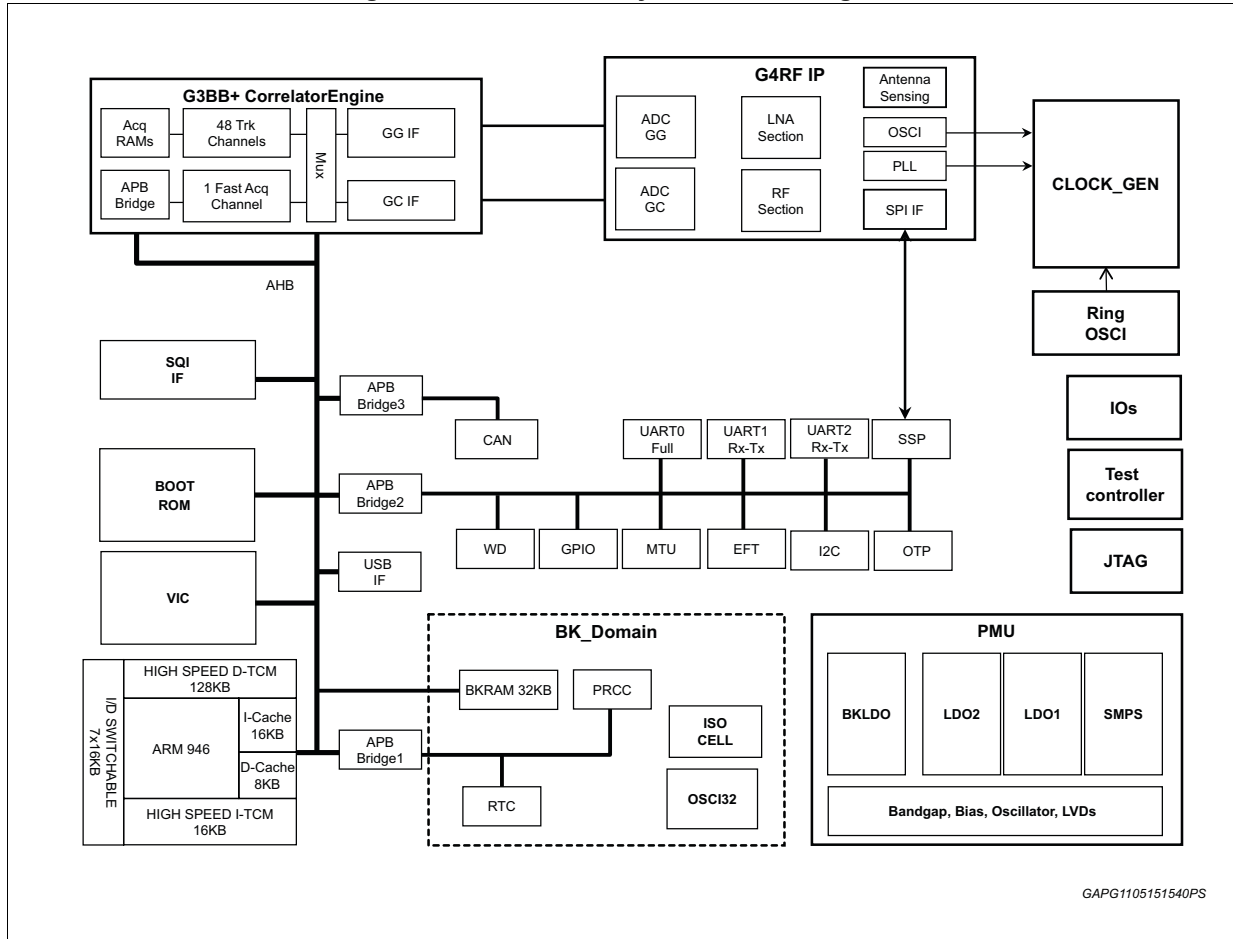 G3BB+ CorrelatorEngine
Acq
RAMs
48 Trk
Channels
Mux
GG IF
APB
Bridge
1 Fast Acq
Channel
GC IF
G4RF IP
ADC
GG
LNA
Section
Antenna
Sensing
OSCI
PLL
ADC
GC
RF
Section
SPI IF
CLOCK_GEN
Ring
OSCI
AHB
SQI
IF
APB
Bridge3
CAN
UART0
Full
UART1
Rx-Tx
UART2
Rx-Tx
SSP
IOs
BOOT
ROM
APB
Bridge2
Test
controller
WD
GPIO
MTU
EFT
I2C
OTP
JTAG
VIC
USB
IF
BK_Domain
BKRAM 32KB
PRCC
ISO
CELL
OSCI32
RTC
APB
Bridge1
I/D SWITCHABLE
7x16KB
HIGH SPEED D-TCM
128KB
ARM 946
I-Cache
16KB
D-Cache
8KB
HIGH SPEED I-TCM
16KB
PMU
BKLDO
LDO2
LDO1
SMPS
Bandgap, Bias, Oscillator, LVDs
GAPG1105151540PS